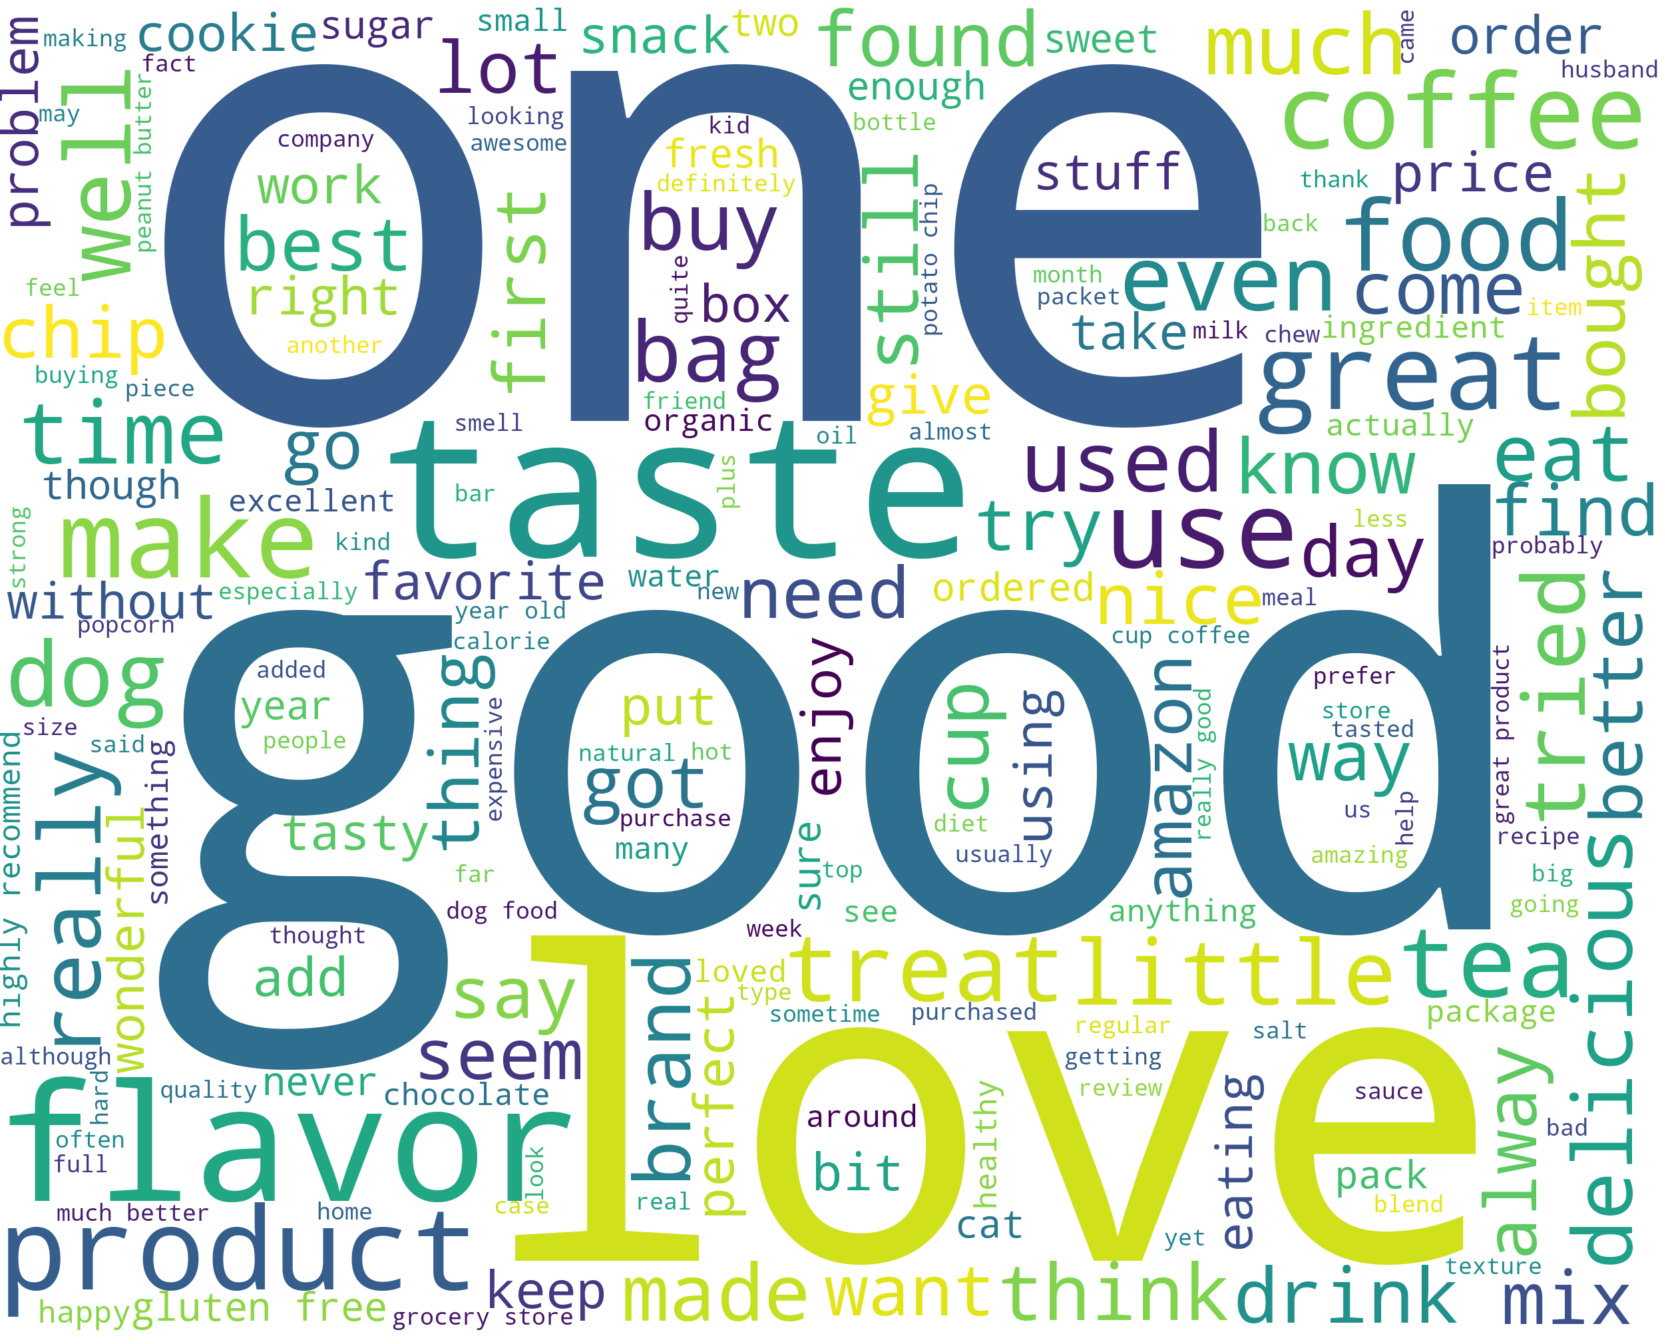 one
good
love
taste
flavor
product
problem
making
cookie
sugar
small
snack
two
found
sweet
much
came
order
husband
fact
may
well
peanut butter
lot
looking
awesome
enough
bottle
coffee
company
work
best
right
another
first
kid
fresh
definitely
buy
quite
box
bag
friend
organic
still
potato chip
stuff
thank
price
back
food
bought
month
packet
even
come
item
take
milk
chew
ingredient
great
feel
chip
buying
piece
time
go
though
excellent
smell
give
oil
almost
actually
used
know
eat
find
strong
make
kind
bar
plus
try
use
day
less
probably
without
especially
favorite
water
new
need
ordered
nice
meal
popcorn
year old
calorie
cup coffee
tried
better
dog
size
said
added
year
people
thing
expensive
put
natural
hot
got
purchase
many
enjoy
cup
using
diet
usually
amazon
really good
prefer
store
tasted
way
us
help
amazing
great product
recipe
big
going
highly recommend
really
wonderful
something
tasty
far
dog food
sure
top
see
week
anything
thought
add
say
seem
brand
loved
type
perfect
treat
little
sometime
purchased
regular
getting
review
salt
tea
package
delicious
although
hard
quality
never
chocolate
often
full
look
around
bit
healthy
eating
sauce
pack
blend
alway
bad
much better
home
case
real
cat
yet
texture
happy
gluten free
grocery store
keep
made
want
think
drink
mix